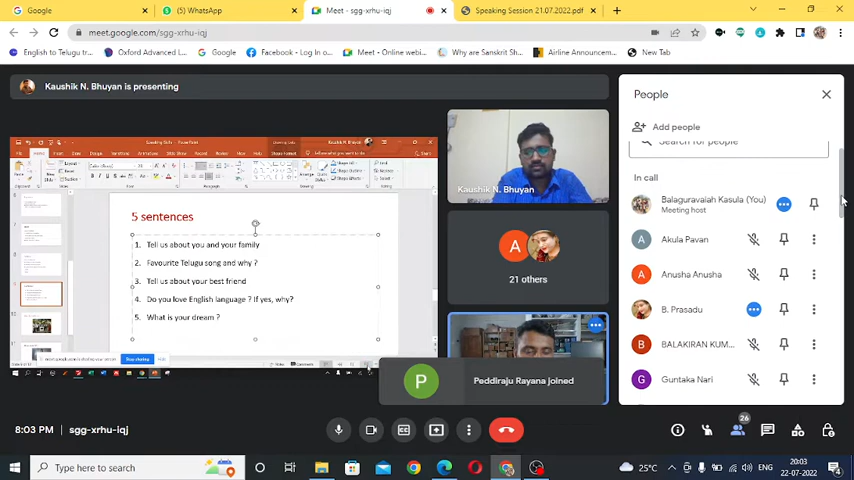 Google
(5) WhatsApp
Meet - sgg-xrhu-iqj
Speaking Session 21.07.2022.pdf
meet.google.com/sgg-xrhu-iqj
English to Telugu tr...
Oxford Advanced L...
Google
Facebook - Log In o...
Meet - Online webi...
Why are Sanskrit Sh...
Airline Announcem...
New Tab
Kaushik N. Bhuyan is presenting
People
Add people
Search for people
In call
Balaguravaiah Kasula (You)
Meeting host
Akula Pavan
Anusha Anusha
B. Prasadu
BALAKIRAN KUM...
Guntaka Nari
5 sentences
1. Tell us about you and your family
2. Favourite Telugu song and why ?
3. Tell us about your best friend
4. Do you love English language ? If yes, why?
5. What is your dream ?
Stop sharing
Kaushik N. Bhuyan
A
21 others
P
Peddiraju Rayana joined
A
A
B
G
8:03 PM
sgg-xrhu-iqj
26
Type here to search
25°C
ENG
20:03
22-07-2022
4